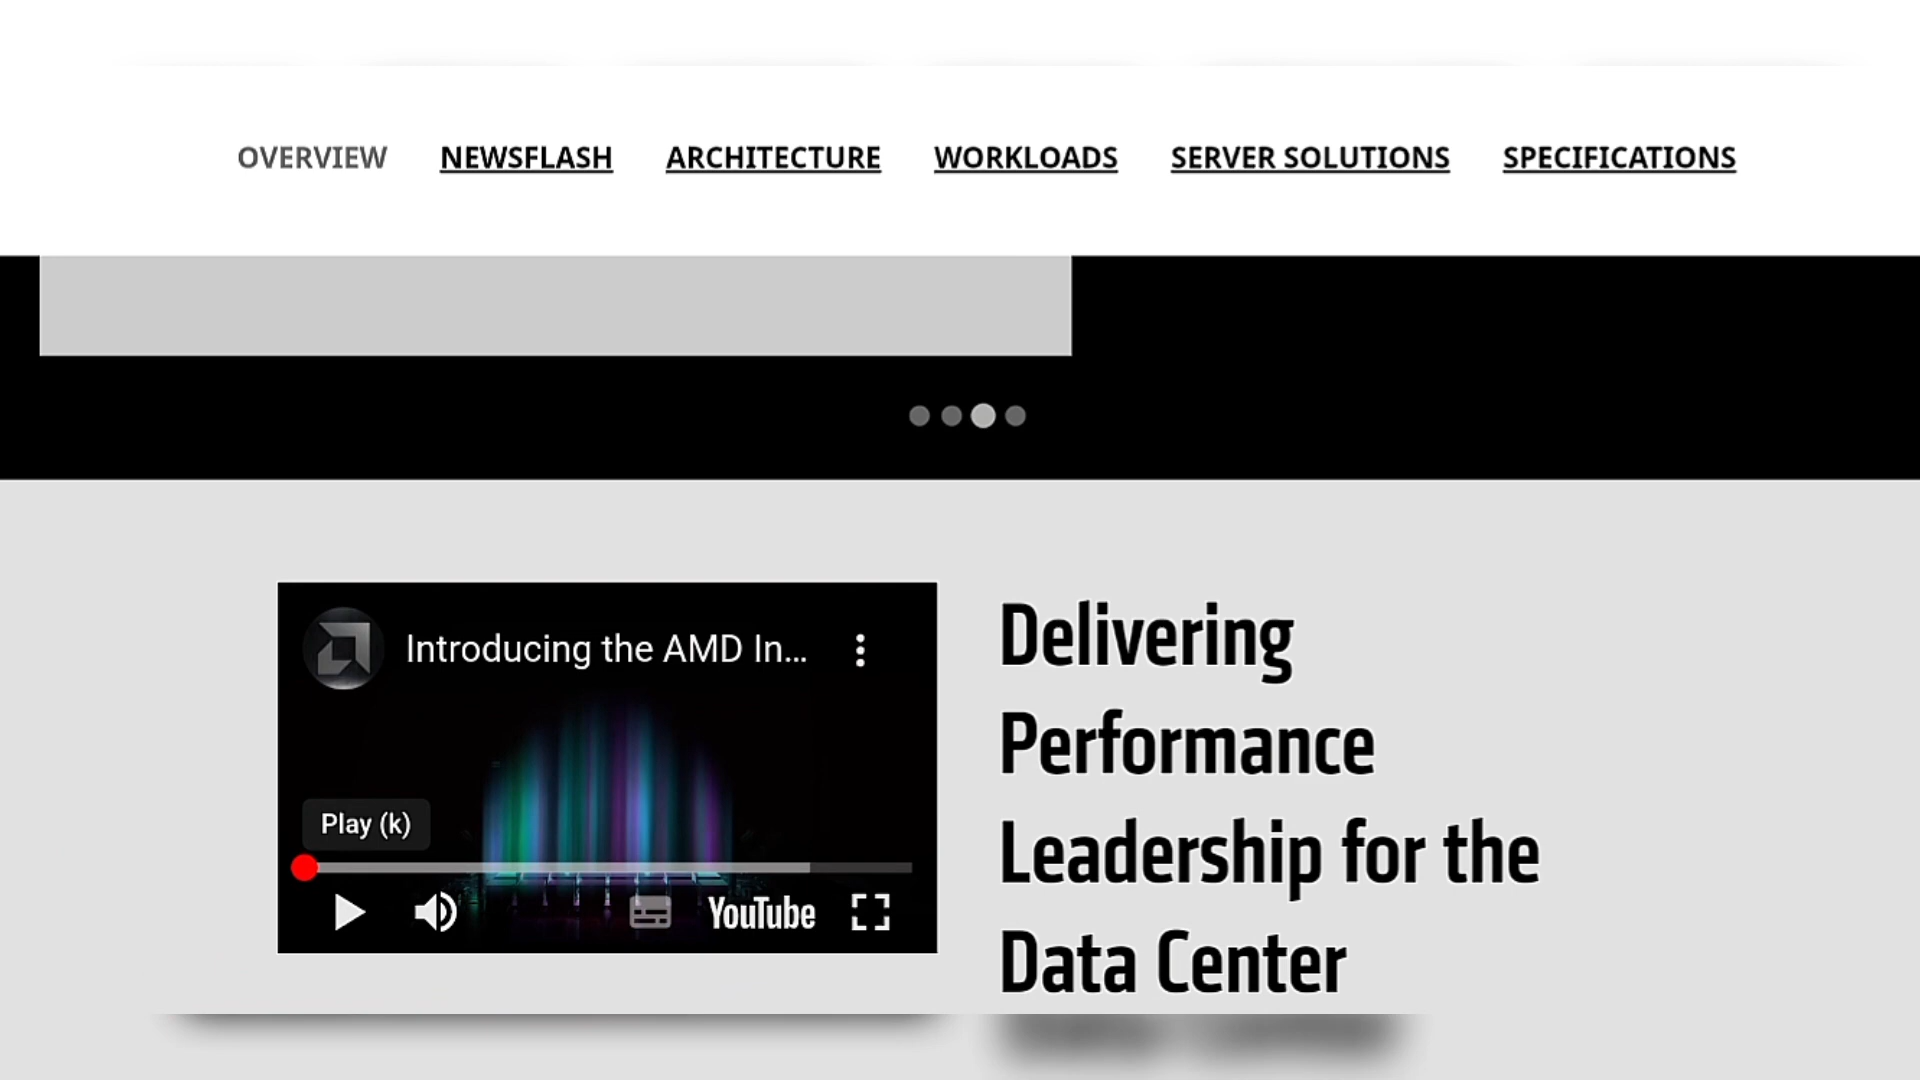 OVERVIEW NEWSFLASH ARCHITECTURE WORKLOADS SERVER SOLUTIONS SPECIFICATIONS
Introducing the AMD In...
Play (k)
YouTube
Delivering
Performance
Leadership for the
Data Center